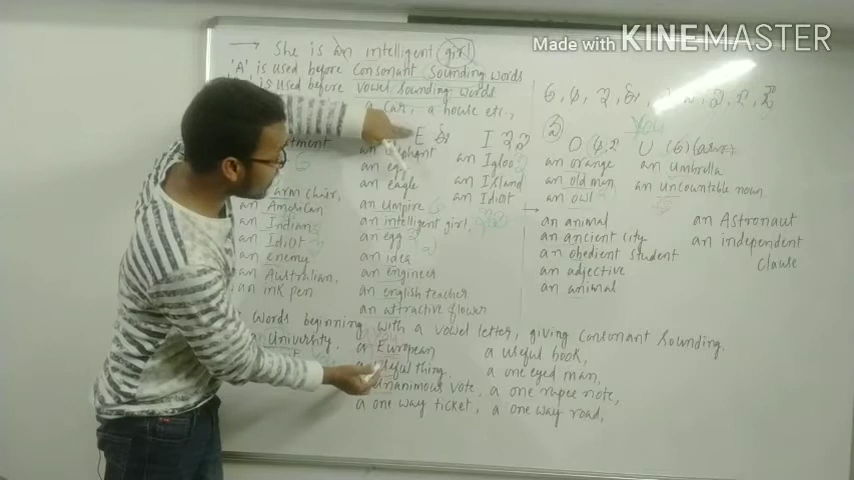 Made with KINEMASTER
→ She is an intelligent girl
'A' is used before Consonant Sounding words
is used before Vowel Sounding words
a car, a house etc.,
E
I
O
U
You
an elephant
an egg
an eagle
an Umpire
an intelligent girl,
an egg
an idea
an engineer
an english teacher
an attractive flower
an Igloo
an Island
an Idiot
an orange
an old man
an owl
an umbrella
an uncountable noun
arm chair,
an American
an Indian
an Idiot
an enemy
an Australian,
an ink pen
→ an animal
an ancient city
an obedient student
an adjective
an animal
an Astronaut
an independent
Clause
Words beginning with a vowel letter, giving Consonant Sounding.
a University,
a European
a useful book,
useful thing.
a one eyed man,
unanimous vote,
a one rupee note,
a one way ticket,
a one way road,